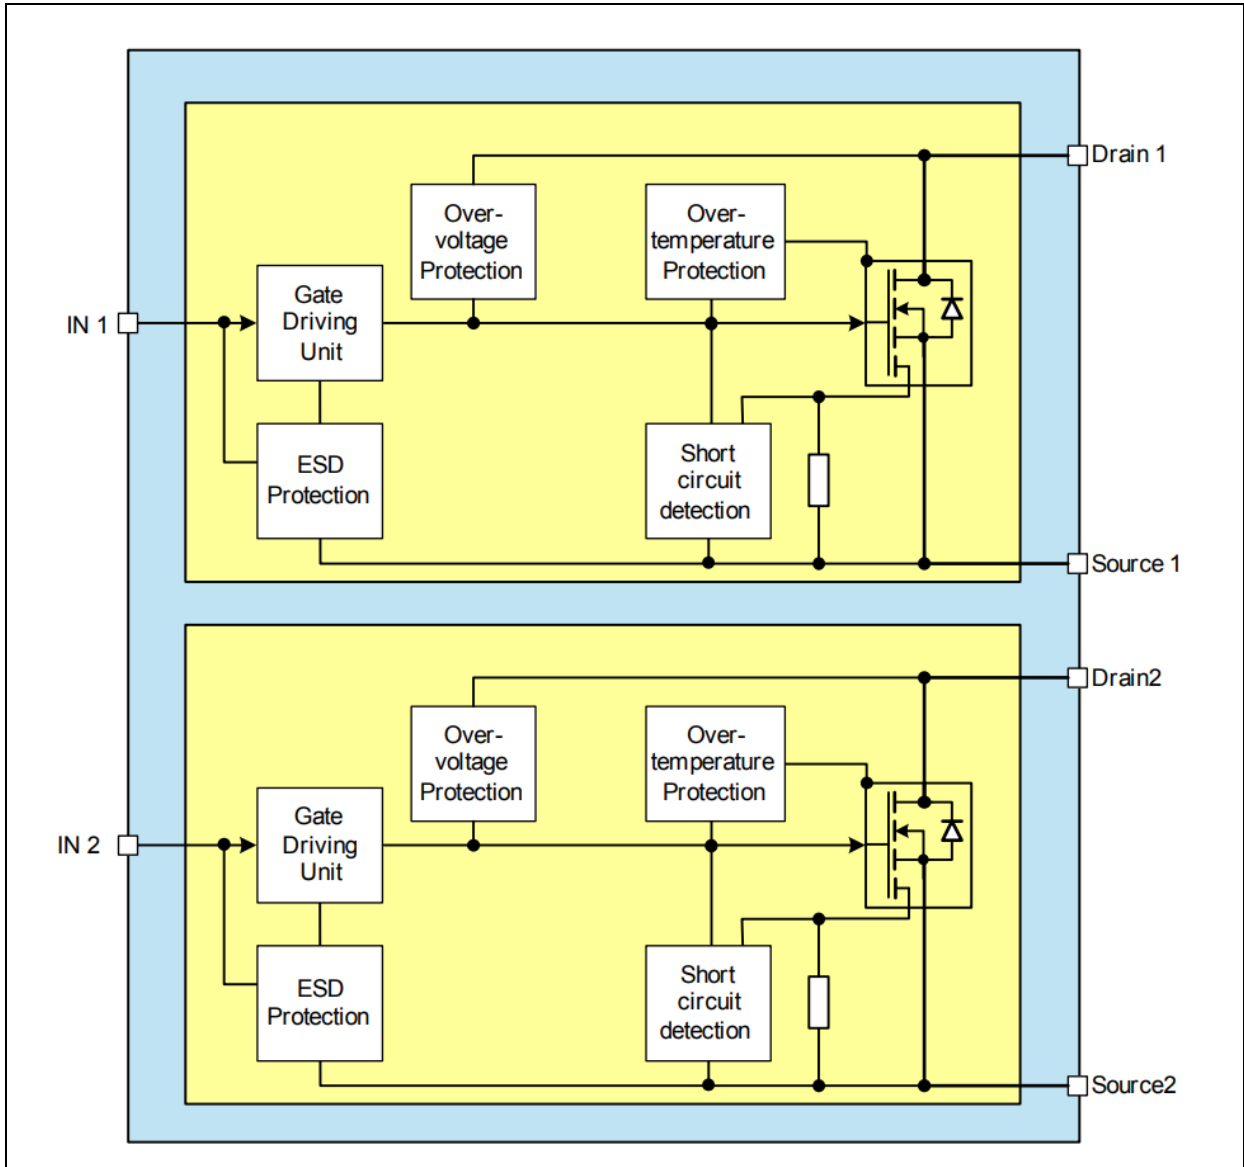 Drain 1
Over-
voltage
Protection
Over-
temperature
Protection
IN 1
Gate
Driving
Unit
ESD
Protection
Short
circuit
detection
Source 1
Drain2
Over-
voltage
Protection
Over-
temperature
Protection
IN 2
Gate
Driving
Unit
ESD
Protection
Short
circuit
detection
Source2